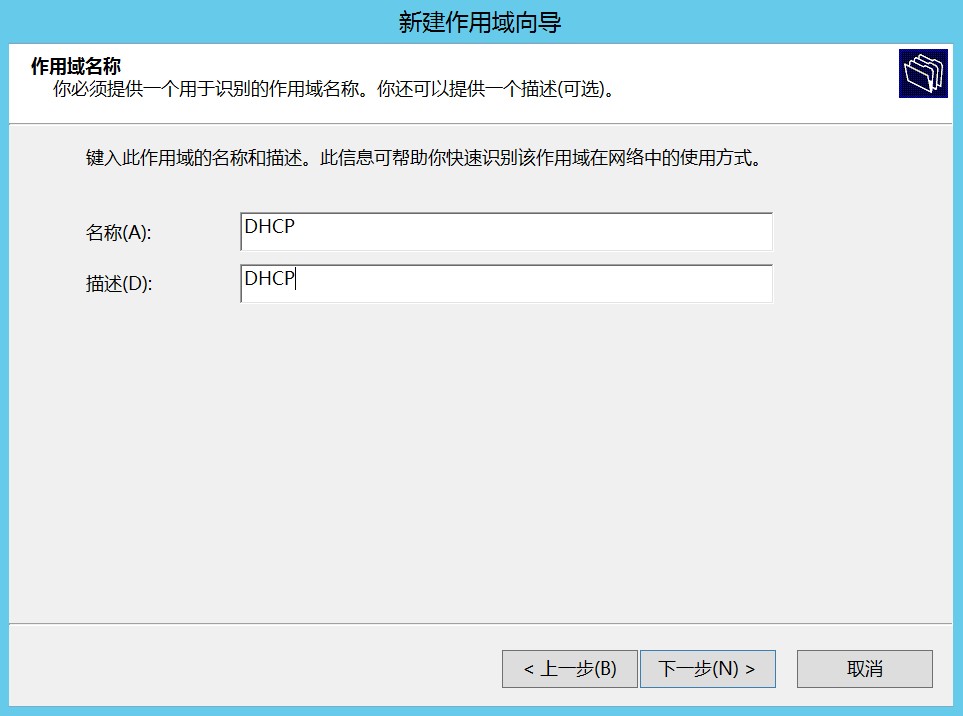 新建作用域向导
作用域名称
你必须提供一个用于识别的作用域名称。你还可以提供一个描述(可选)。
键入此作用域的名称和描述。此信息可帮助你快速识别该作用域在网络中的使用方式。
名称(A): DHCP
描述(D): DHCP
< 上一步(B) 下一步(N) > 取消